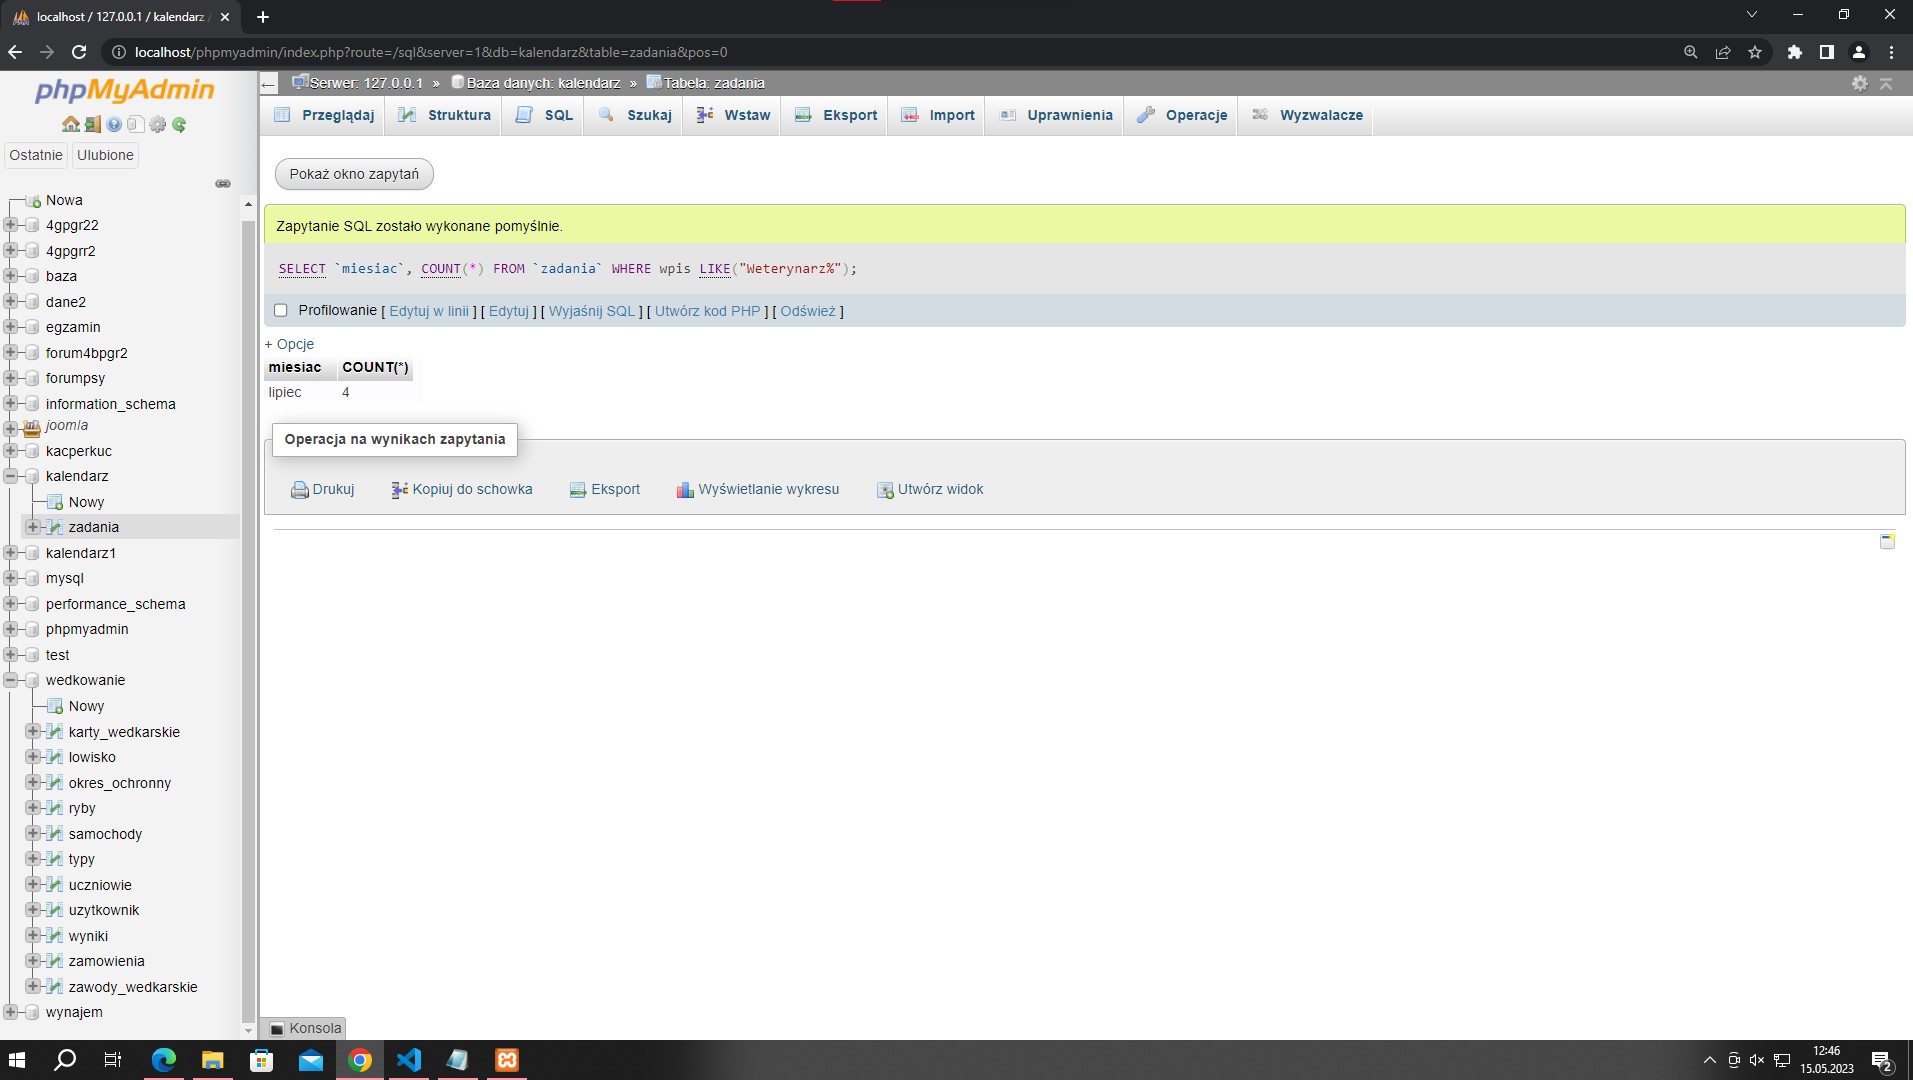 localhost / 127.0.0.1 / kalendarz /
localhost/phpmyadmin/index.php?route=/sql&server=1&db=kalendarz&table=zadania&pos=0
phpMyAdmin
Ostatnie Ulubione
Nowa
4gpgr22
4gpgrr2
baza
dane2
egzamin
forum4bpgr2
forumpsy
information_schema
joomla
kacperkuc
kalendarz
Nowy
zadania
kalendarz1
mysql
performance_schema
phpmyadmin
test
wedkowanie
Nowy
karty_wedkarskie
lowisko
okres_ochronny
ryby
samochody
typy
uczniowie
uzytkownik
wyniki
zamowienia
zawody_wedkarskie
wynajem
Serwer: 127.0.0.1 » Baza danych: kalendarz » Tabela: zadania
Przeglądaj Struktura SQL Szukaj Wstaw Eksport Import Uprawnienia Operacje Wyzwalacze
Pokaż okno zapytań
Zapytanie SQL zostało wykonane pomyślnie.
SELECT `miesiac`, COUNT(*) FROM `zadania` WHERE wpis LIKE("Weterynarz%");
Profilowanie [ Edytuj w linii ] [ Edytuj ] [ Wyjaśnij SQL ] [ Utwórz kod PHP ] [ Odśwież ]
+ Opcje
miesiac COUNT(*)
lipiec 4
Operacja na wynikach zapytania
Drukuj Kopiuj do schowka Eksport Wyświetlanie wykresu Utwórz widok
Konsola
12:46
15.05.2023
2